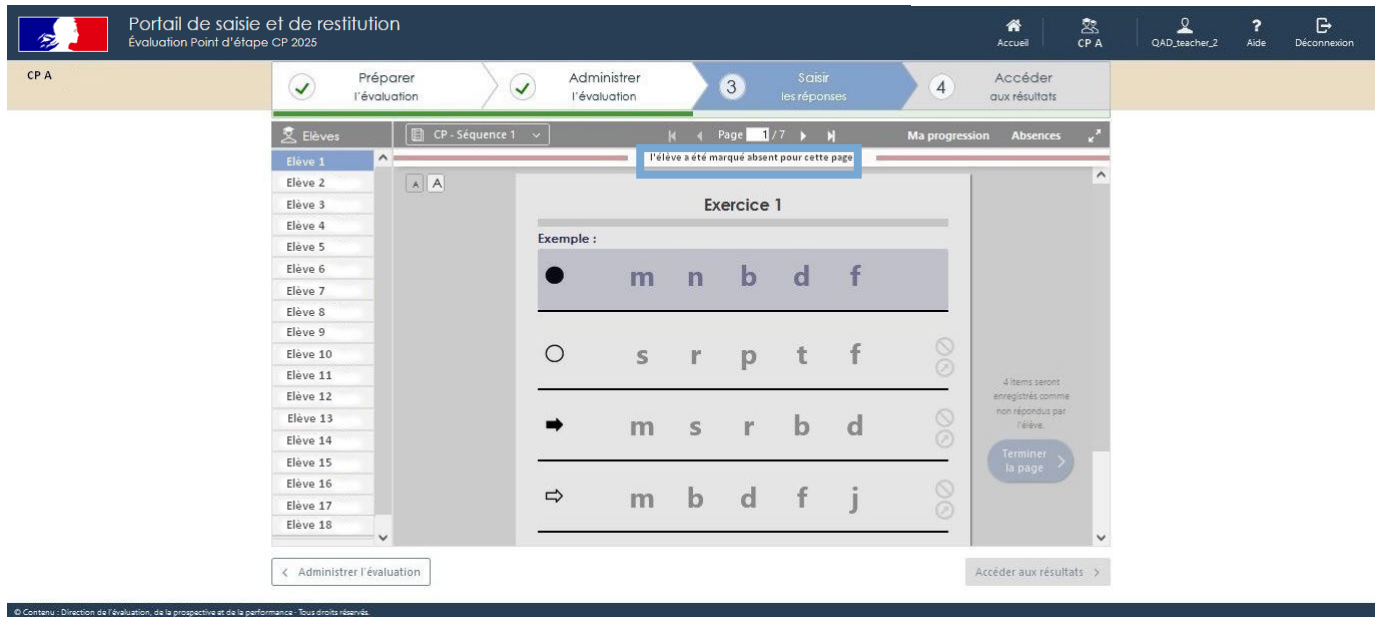 Portail de saisie et de restitution
Évaluation Point d'étape CP 2025
Accueil
CP A
QAD_teacher_2
? Aide
Déconnexion
CP A
Préparer
l'évaluation
Administrer
l'évaluation
3 Saisir
les réponses
4 Accéder
aux résultats
Elèves
CP - Séquence 1
Page 1 / 7
Ma progression
Absences
l'élève a été marqué absent pour cette page
Elève 1
Elève 2
Elève 3
Elève 4
Elève 5
Elève 6
Elève 7
Elève 8
Elève 9
Elève 10
Elève 11
Elève 12
Elève 13
Elève 14
Elève 15
Elève 16
Elève 17
Elève 18
A A
Exercice 1
Exemple :
m n b d f
s r p t f
m s r b d
m b d f j
4 items seront
enregistrés comme
non répondus par
l'élève.
Terminer
la page
< Administrer l'évaluation
Accéder aux résultats >
© Contenu : Direction de l'évaluation, de la prospective et de la performance - Tous droits réservés.